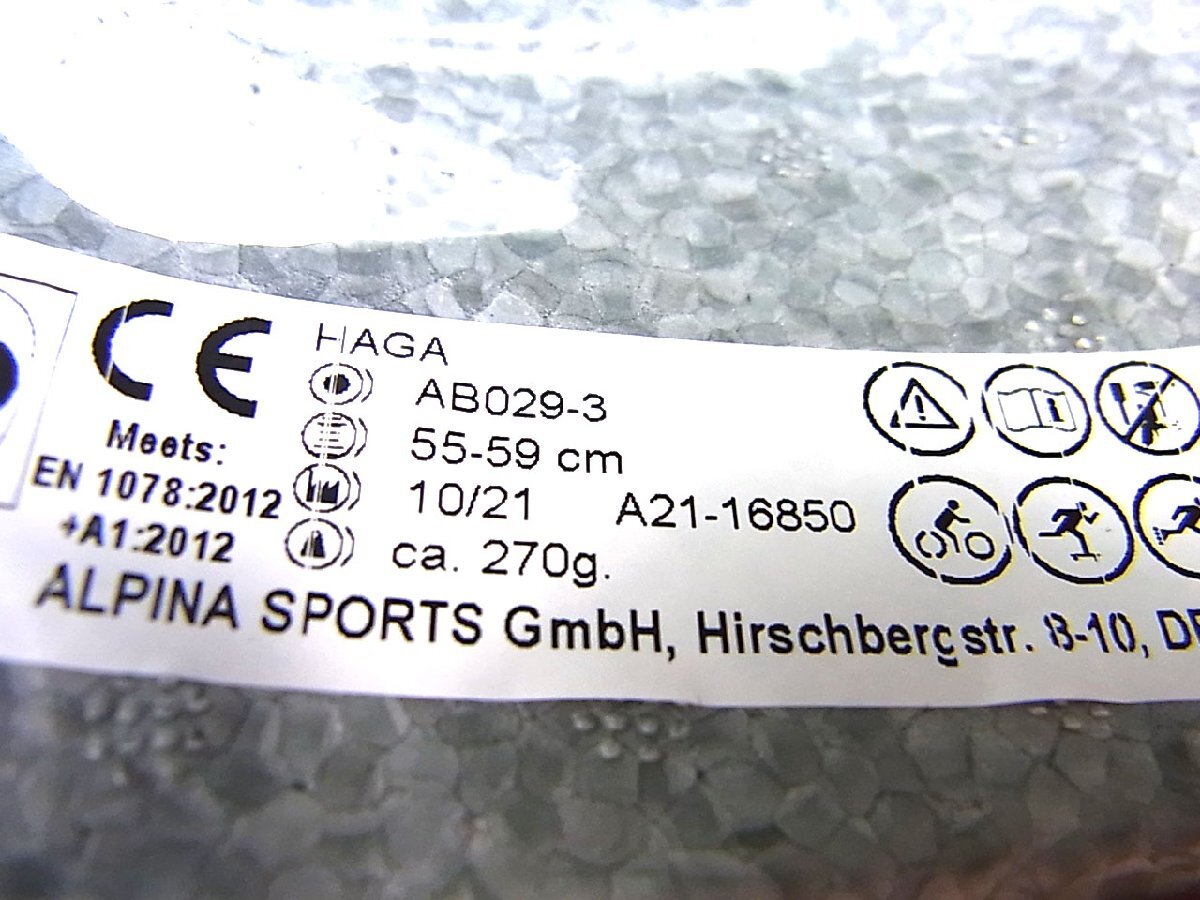 CE HAGA
AB029-3
Meets: 55-59 cm
EN 1078:2012 10/21 A21-16850
+A1:2012 ca. 270g.
ALPINA SPORTS GmbH, Hirschbergstr. 8-10,